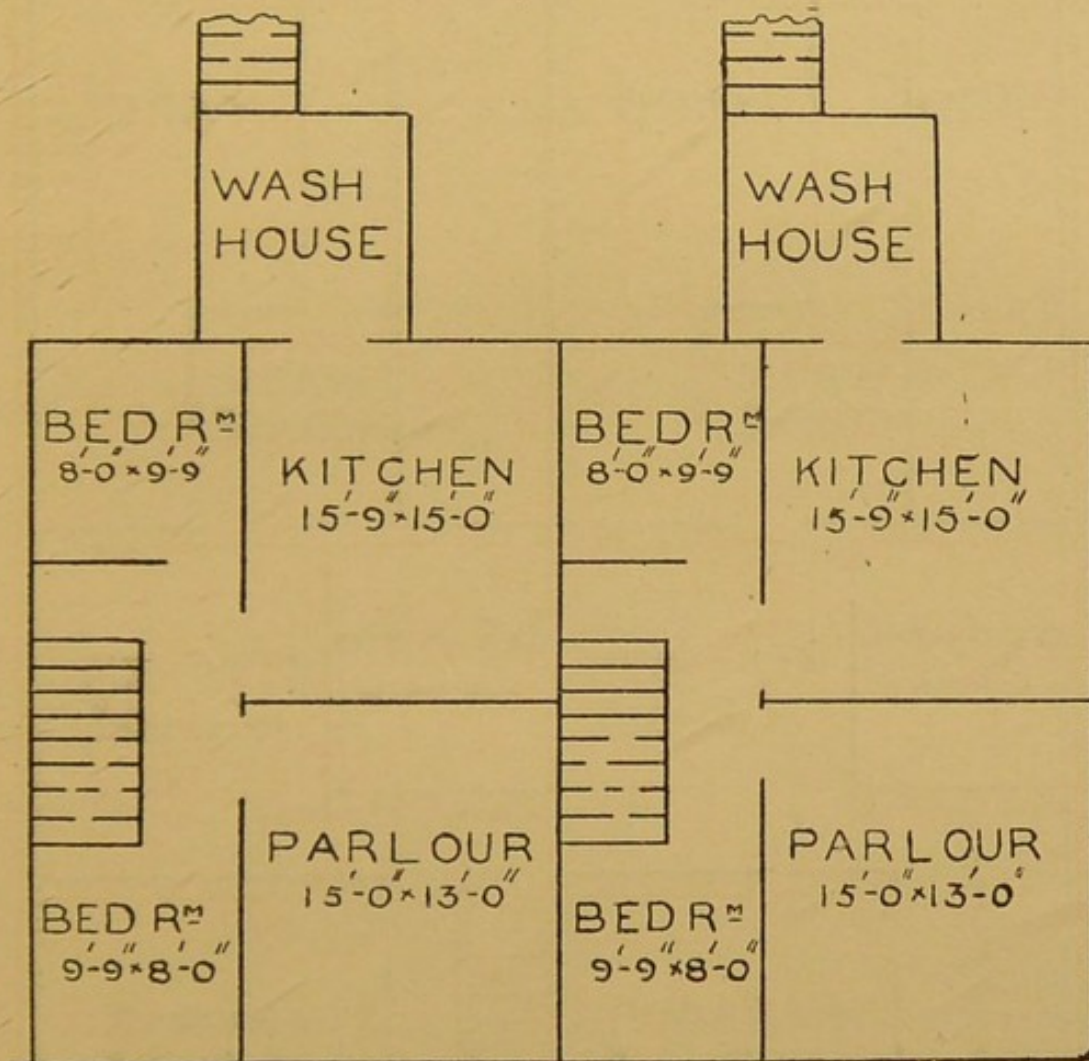 WASH
HOUSE
WASH
HOUSE
BED Rᴹ
8'-0" × 9'-9"
KITCHEN
15'-9" × 15'-0"
BED Rᴹ
8'-0" × 9'-9"
KITCHEN
15'-9" × 15'-0"
PARLOUR
15'-0" × 13'-0"
PARLOUR
15'-0" × 13'-0"
BED Rᴹ
9'-9" × 8'-0"
BED Rᴹ
9'-9" × 8'-0"